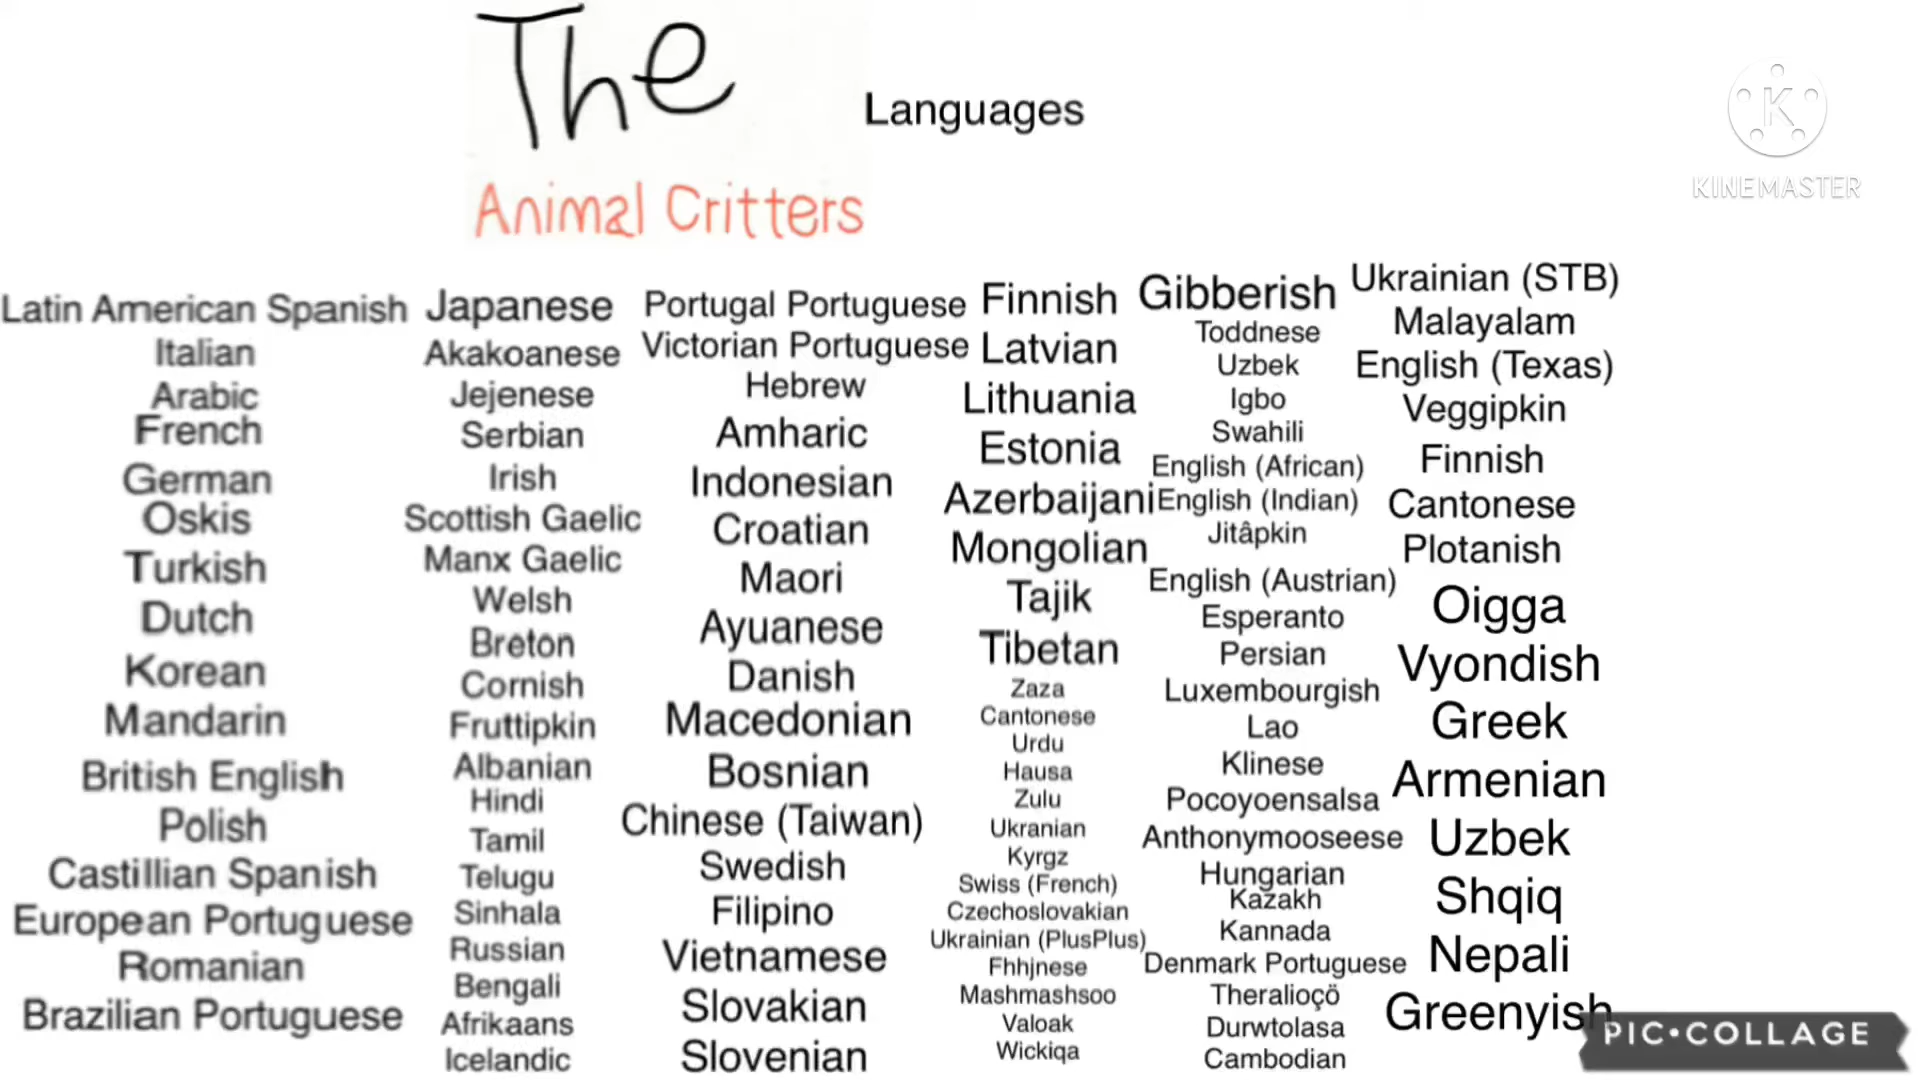 The
Languages
Animal Critters
KINEMASTER
Latin American Spanish
Italian
Arabic
French
German
Oskis
Turkish
Dutch
Korean
Mandarin
British English
Polish
Castillian Spanish
European Portuguese
Romanian
Brazilian Portuguese
Japanese
Akakoanese
Jejenese
Serbian
Irish
Scottish Gaelic
Manx Gaelic
Welsh
Breton
Cornish
Fruttipkin
Albanian
Hindi
Tamil
Telugu
Sinhala
Russian
Bengali
Afrikaans
Icelandic
Portugal Portuguese
Victorian Portuguese
Hebrew
Amharic
Indonesian
Croatian
Maori
Ayuanese
Danish
Macedonian
Bosnian
Chinese (Taiwan)
Swedish
Filipino
Vietnamese
Slovakian
Slovenian
Finnish
Latvian
Lithuania
Estonia
Azerbaijani
Mongolian
Tajik
Tibetan
Zaza
Cantonese
Urdu
Hausa
Zulu
Ukranian
Kyrgz
Swiss (French)
Czechoslovakian
Ukrainian (PlusPlus)
Fhhjnese
Mashmashsoo
Valoak
Wickiqa
Gibberish
Toddnese
Uzbek
Igbo
Swahili
English (African)
English (Indian)
Jitâpkin
English (Austrian)
Esperanto
Persian
Luxembourgish
Lao
Klinese
Pocoyoensalsa
Anthonymooseese
Hungarian
Kazakh
Kannada
Denmark Portuguese
Theralioçö
Durwtolasa
Cambodian
Ukrainian (STB)
Malayalam
English (Texas)
Veggipkin
Finnish
Cantonese
Plotanish
Oigga
Vyondish
Greek
Armenian
Uzbek
Shqiq
Nepali
Greenyish
PIC•COLLAGE